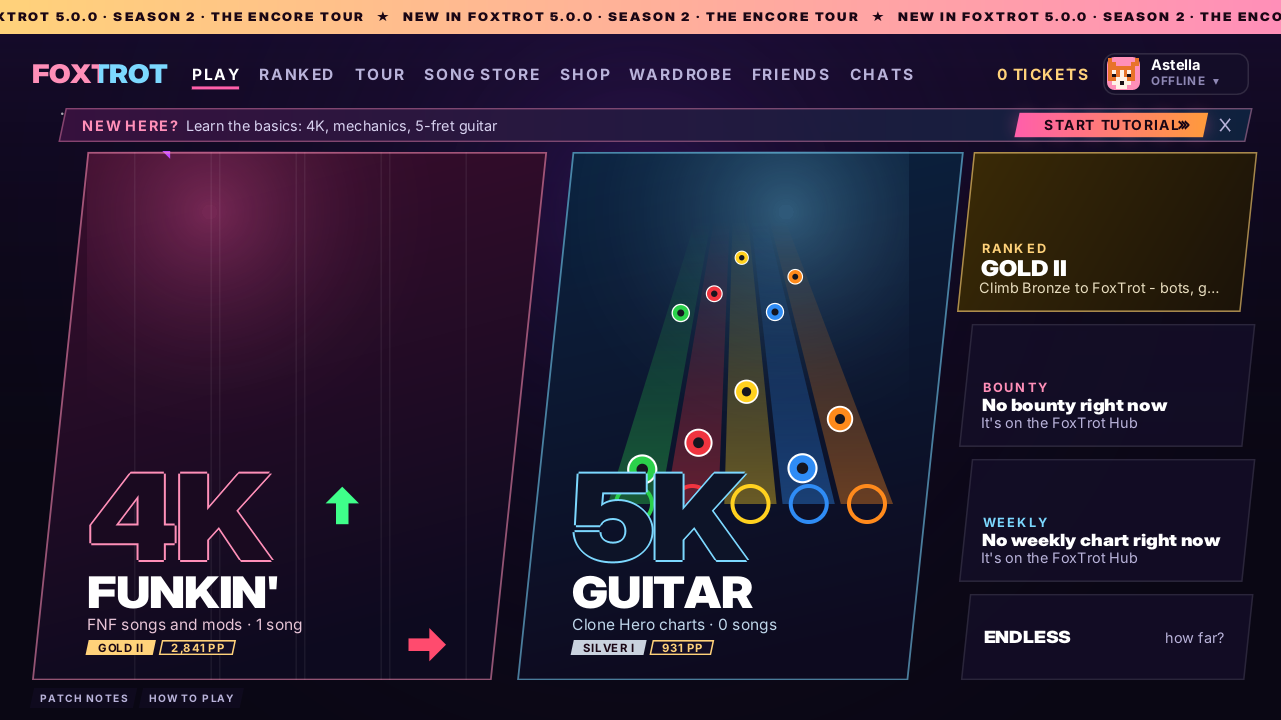 XTROT 5.0.0 · SEASON 2 · THE ENCORE TOUR ★ NEW IN FOXTROT 5.0.0 · SEASON 2 · THE ENCORE TOUR ★ NEW IN FOXTROT 5.0.0 · SEASON 2 · THE ENCO
FOXTROT PLAY RANKED TOUR SONG STORE SHOP WARDROBE FRIENDS CHATS 0 TICKETS Astella
OFFLINE ▼
NEW HERE? Learn the basics: 4K, mechanics, 5-fret guitar START TUTORIAL»» X
4K
FUNKIN'
FNF songs and mods · 1 song
GOLD II 2,841 PP
5K
GUITAR
Clone Hero charts · 0 songs
SILVER I 931 PP
RANKED
GOLD II
Climb Bronze to FoxTrot - bots, g...
BOUNTY
No bounty right now
It's on the FoxTrot Hub
WEEKLY
No weekly chart right now
It's on the FoxTrot Hub
ENDLESS how far?
PATCH NOTES HOW TO PLAY